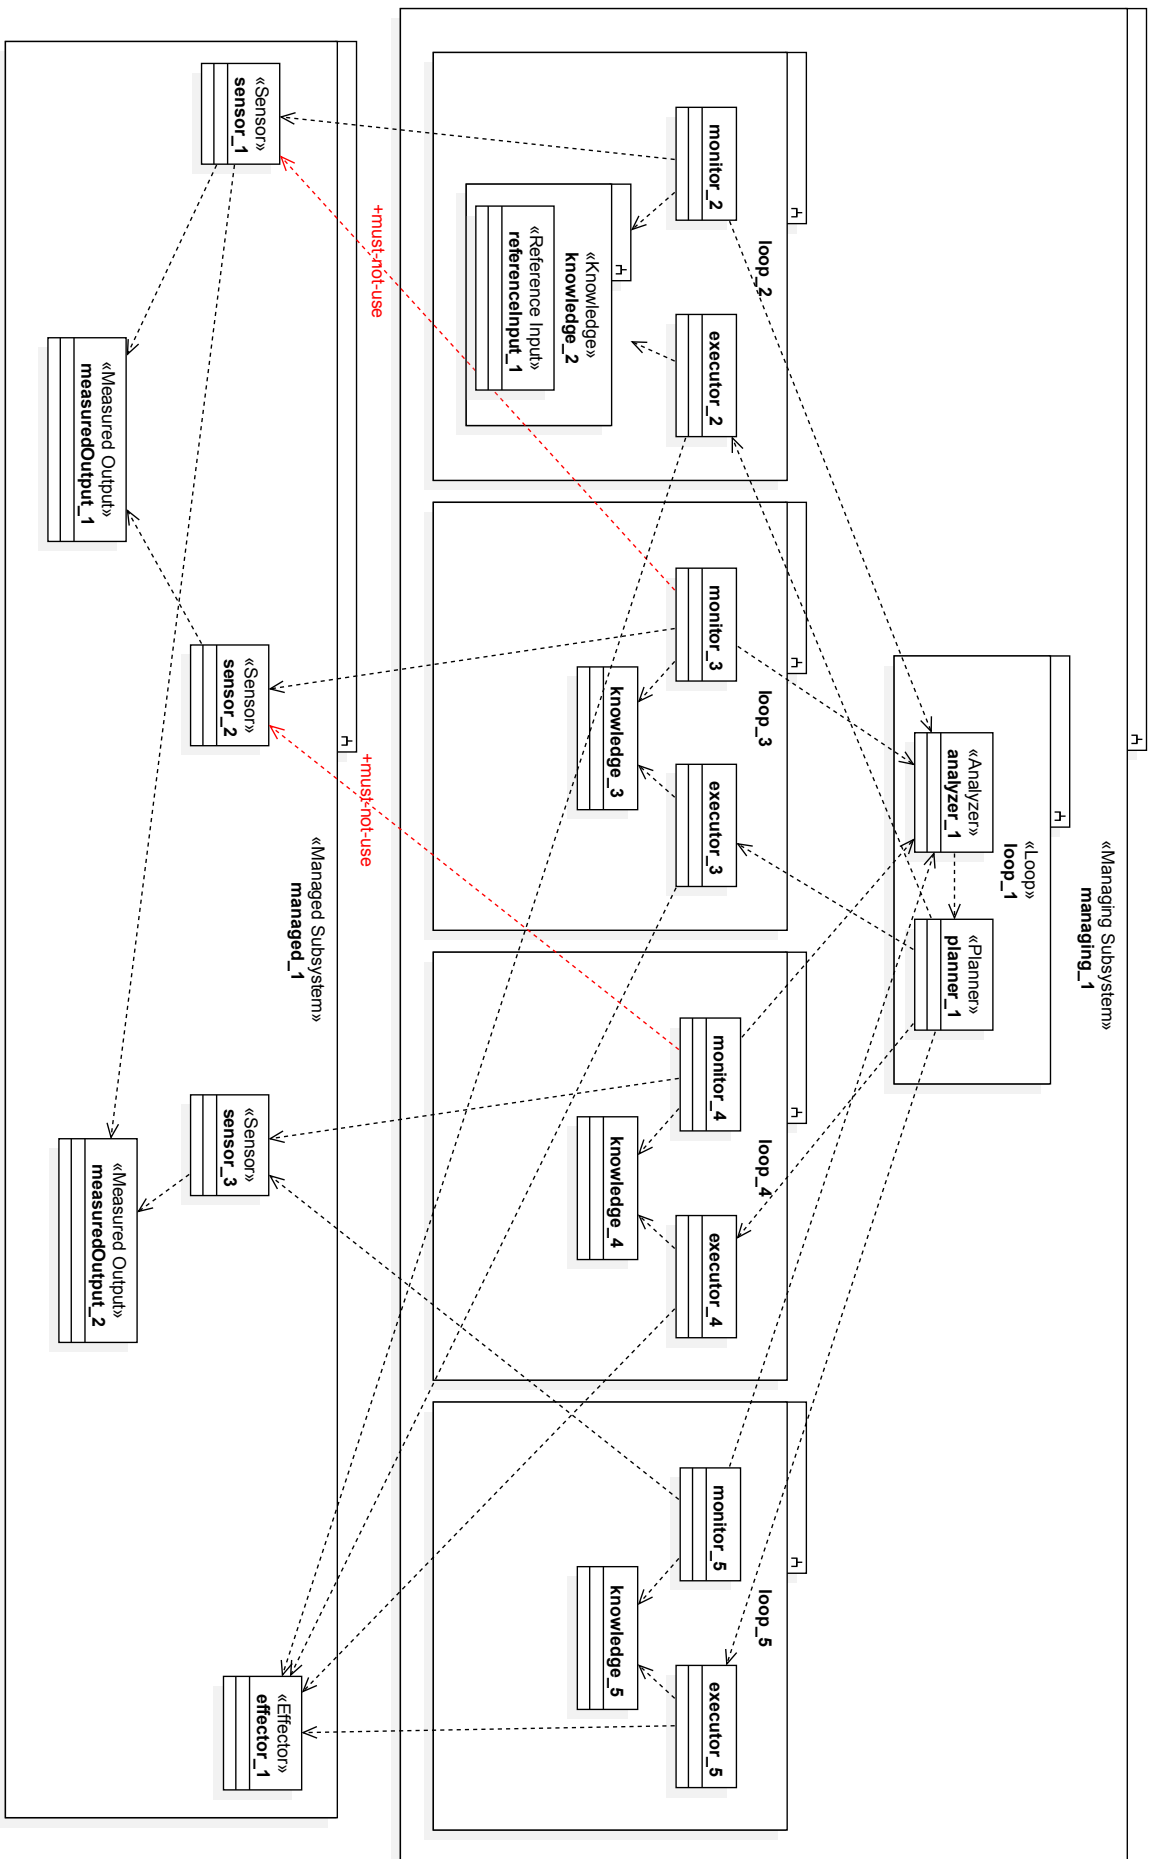 «Managing Subsystem»
managing_1
«Loop»
loop_1
«Analyzer»
analyzer_1
«Planner»
planner_1
loop_2
monitor_2
executor_2
«Knowledge»
knowledge_2
«Reference Input»
referenceInput_1
loop_3
monitor_3
executor_3
knowledge_3
loop_4
monitor_4
executor_4
knowledge_4
loop_5
monitor_5
executor_5
knowledge_5
+must-not-use
+must-not-use
«Managed Subsystem»
managed_1
«Sensor»
sensor_1
«Sensor»
sensor_2
«Sensor»
sensor_3
«Effector»
effector_1
«Measured Output»
measuredOutput_1
«Measured Output»
measuredOutput_2